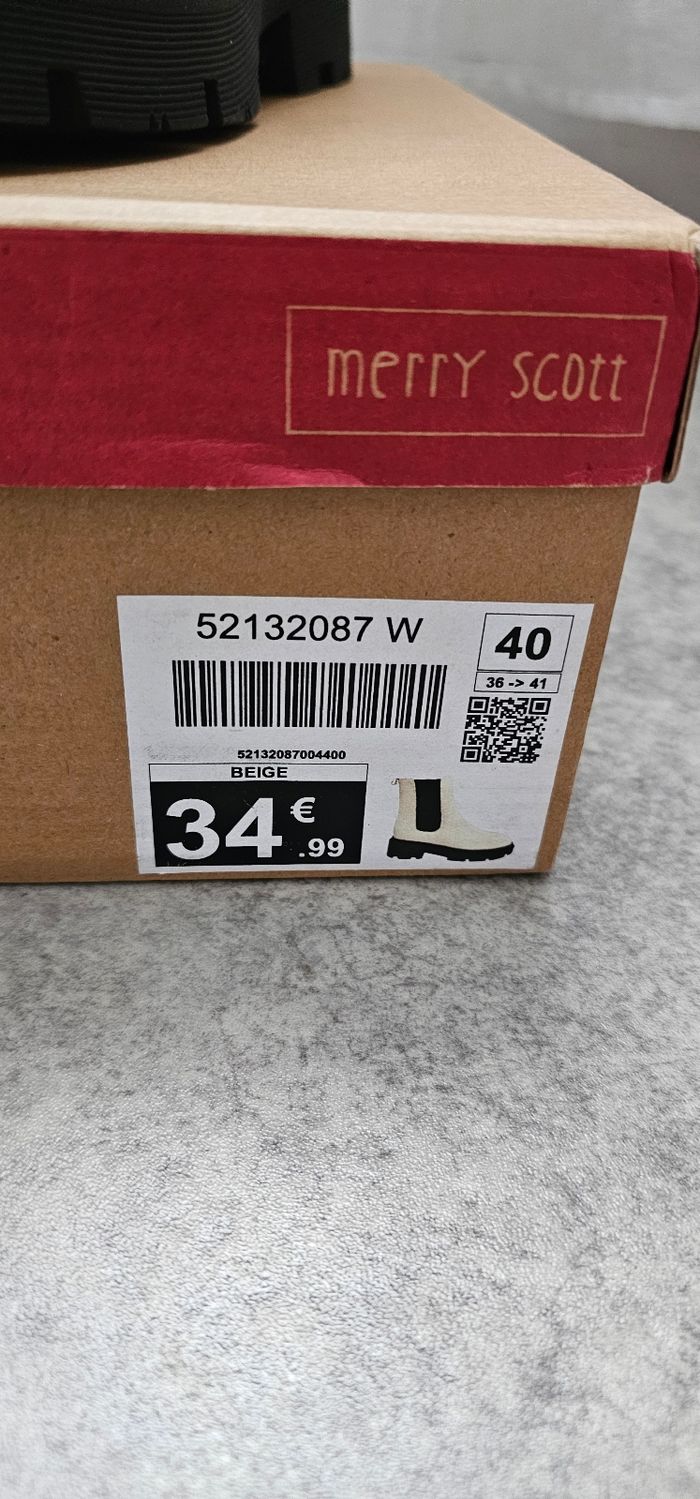 merry scott
52132087 W
40
36 -> 41
52132087004400
BEIGE
34€.99